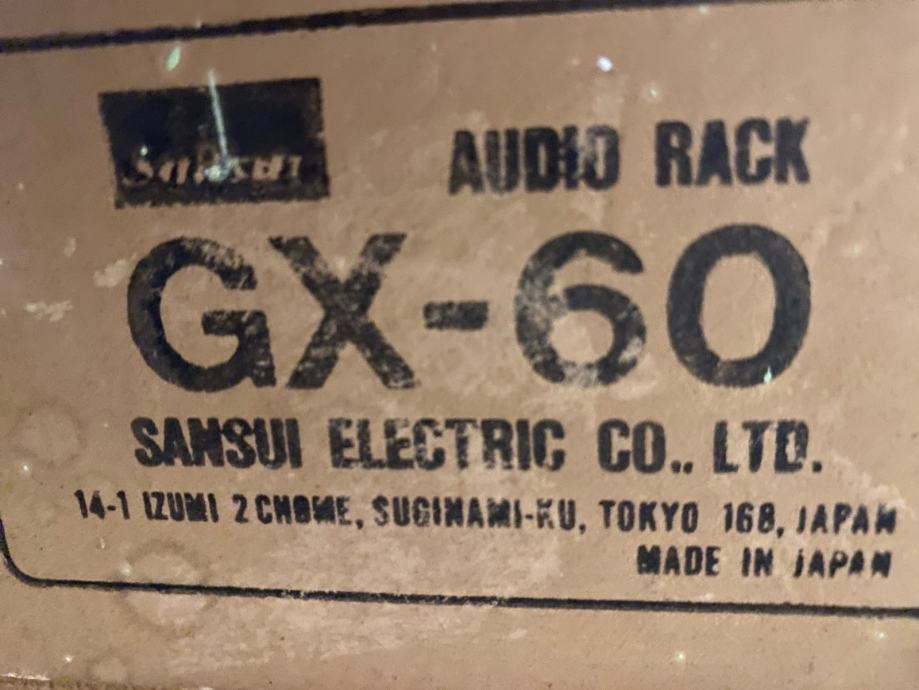 Sansui
AUDIO RACK
GX-60
SANSUI ELECTRIC CO., LTD.
14-1 IZUMI 2 CHOME, SUGINAMI-KU, TOKYO 168, JAPAN
MADE IN JAPAN